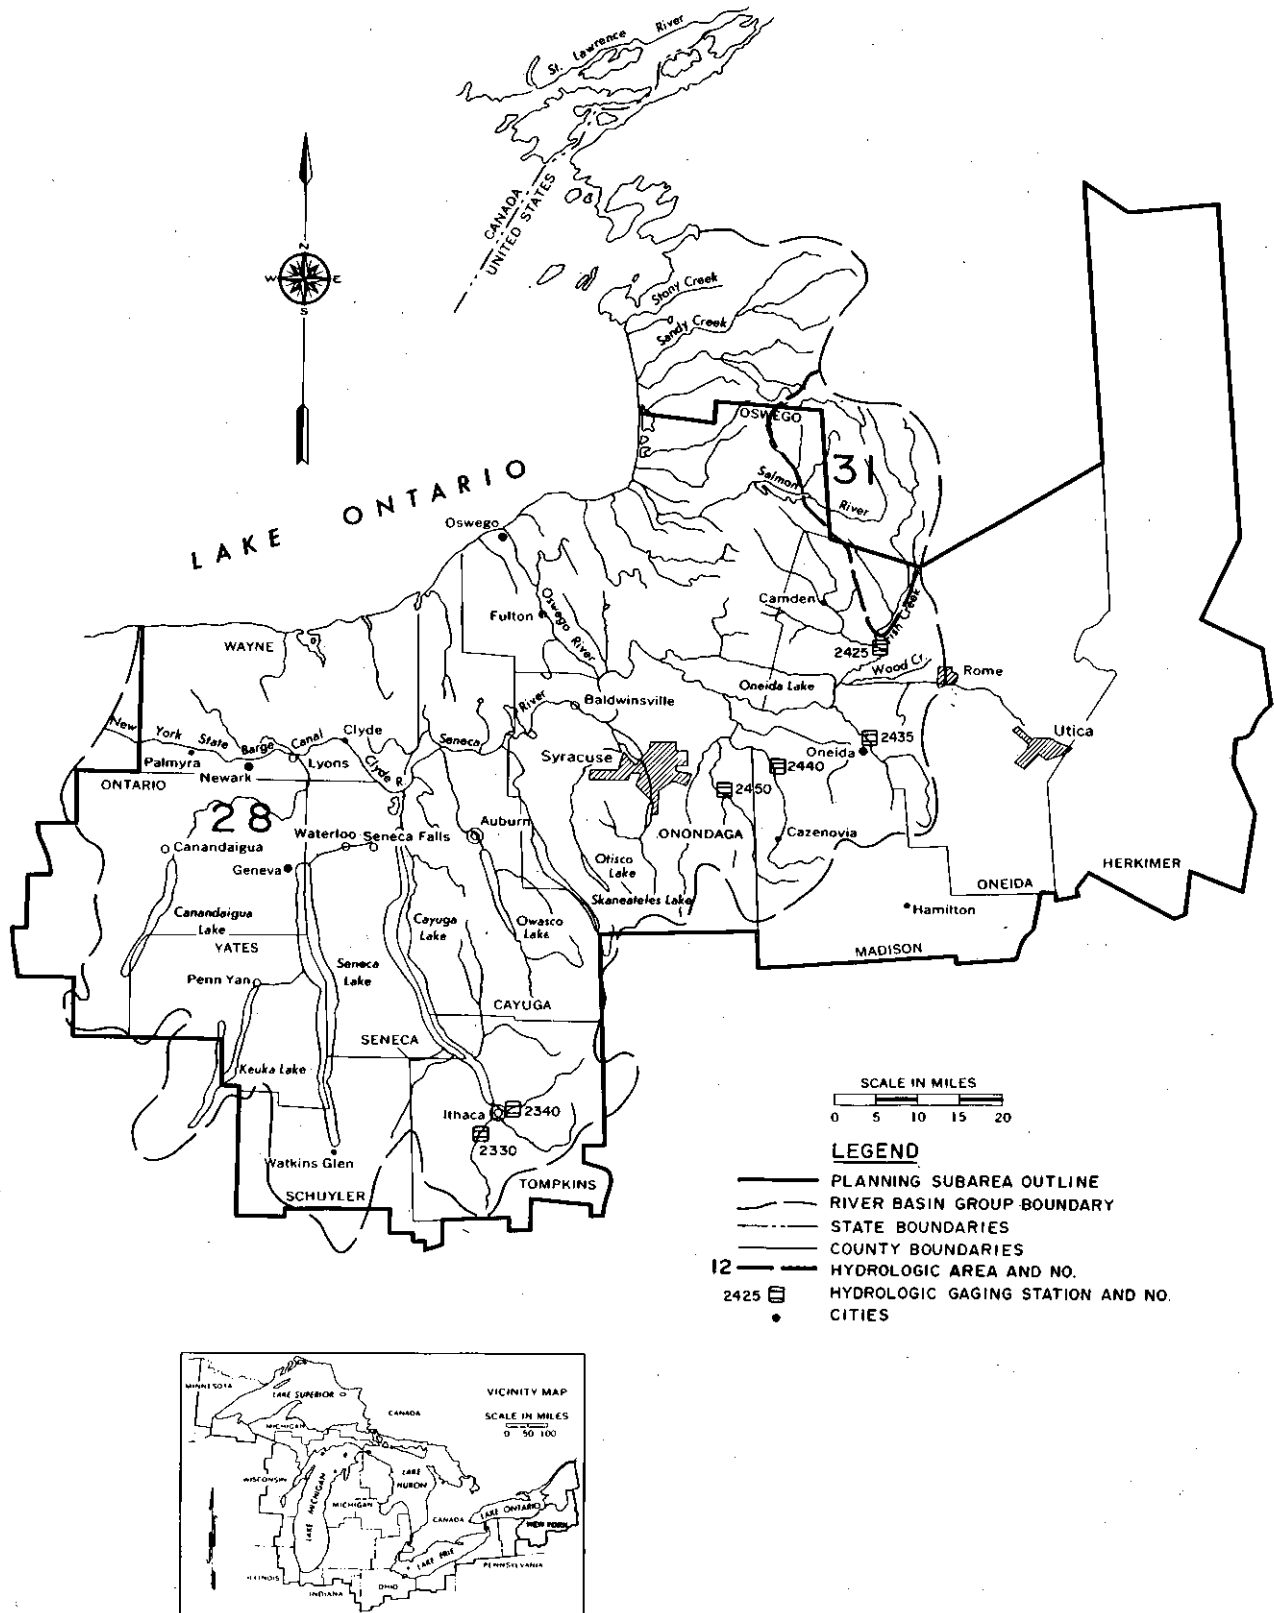 St. Lawrence River
CANADA
UNITED STATES
N
W E
S
Stony Creek
Sandy Creek
OSWEGO
31
Salmon
River
LAKE ONTARIO
Oswego
Fulton
Oswego River
Camden
Fish Creek
2425
Wood Cr.
Rome
WAYNE
Oneida Lake
Baldwinsville
New York State Barge Canal
Clyde
Seneca River
Utica
2435
Oneida
Palmyra
Newark
Lyons
Clyde R.
Syracuse
2440
2450
ONTARIO
28
Waterloo
Seneca Falls
Auburn
ONONDAGA
Cazenovia
Canandaigua
Geneva
Otisco
Lake
HERKIMER
ONEIDA
Skaneateles Lake
Canandaigua
Lake
Cayuga
Lake
Owasco
Lake
Hamilton
YATES
MADISON
Penn Yan
Seneca
Lake
CAYUGA
SENECA
Keuka Lake
Ithaca
2340
2330
Watkins Glen
SCHUYLER
TOMPKINS
SCALE IN MILES
0 5 10 15 20
LEGEND
PLANNING SUBAREA OUTLINE
RIVER BASIN GROUP BOUNDARY
STATE BOUNDARIES
COUNTY BOUNDARIES
12 HYDROLOGIC AREA AND NO.
2425 HYDROLOGIC GAGING STATION AND NO.
CITIES
VICINITY MAP
SCALE IN MILES
0 50 100
MINNESOTA
LAKE SUPERIOR
CANADA
MICHIGAN
WISCONSIN
LAKE MICHIGAN
LAKE
HURON
MICHIGAN
CANADA
LAKE ONTARIO
NEW YORK
LAKE ERIE
PENNSYLVANIA
ILLINOIS
INDIANA
OHIO